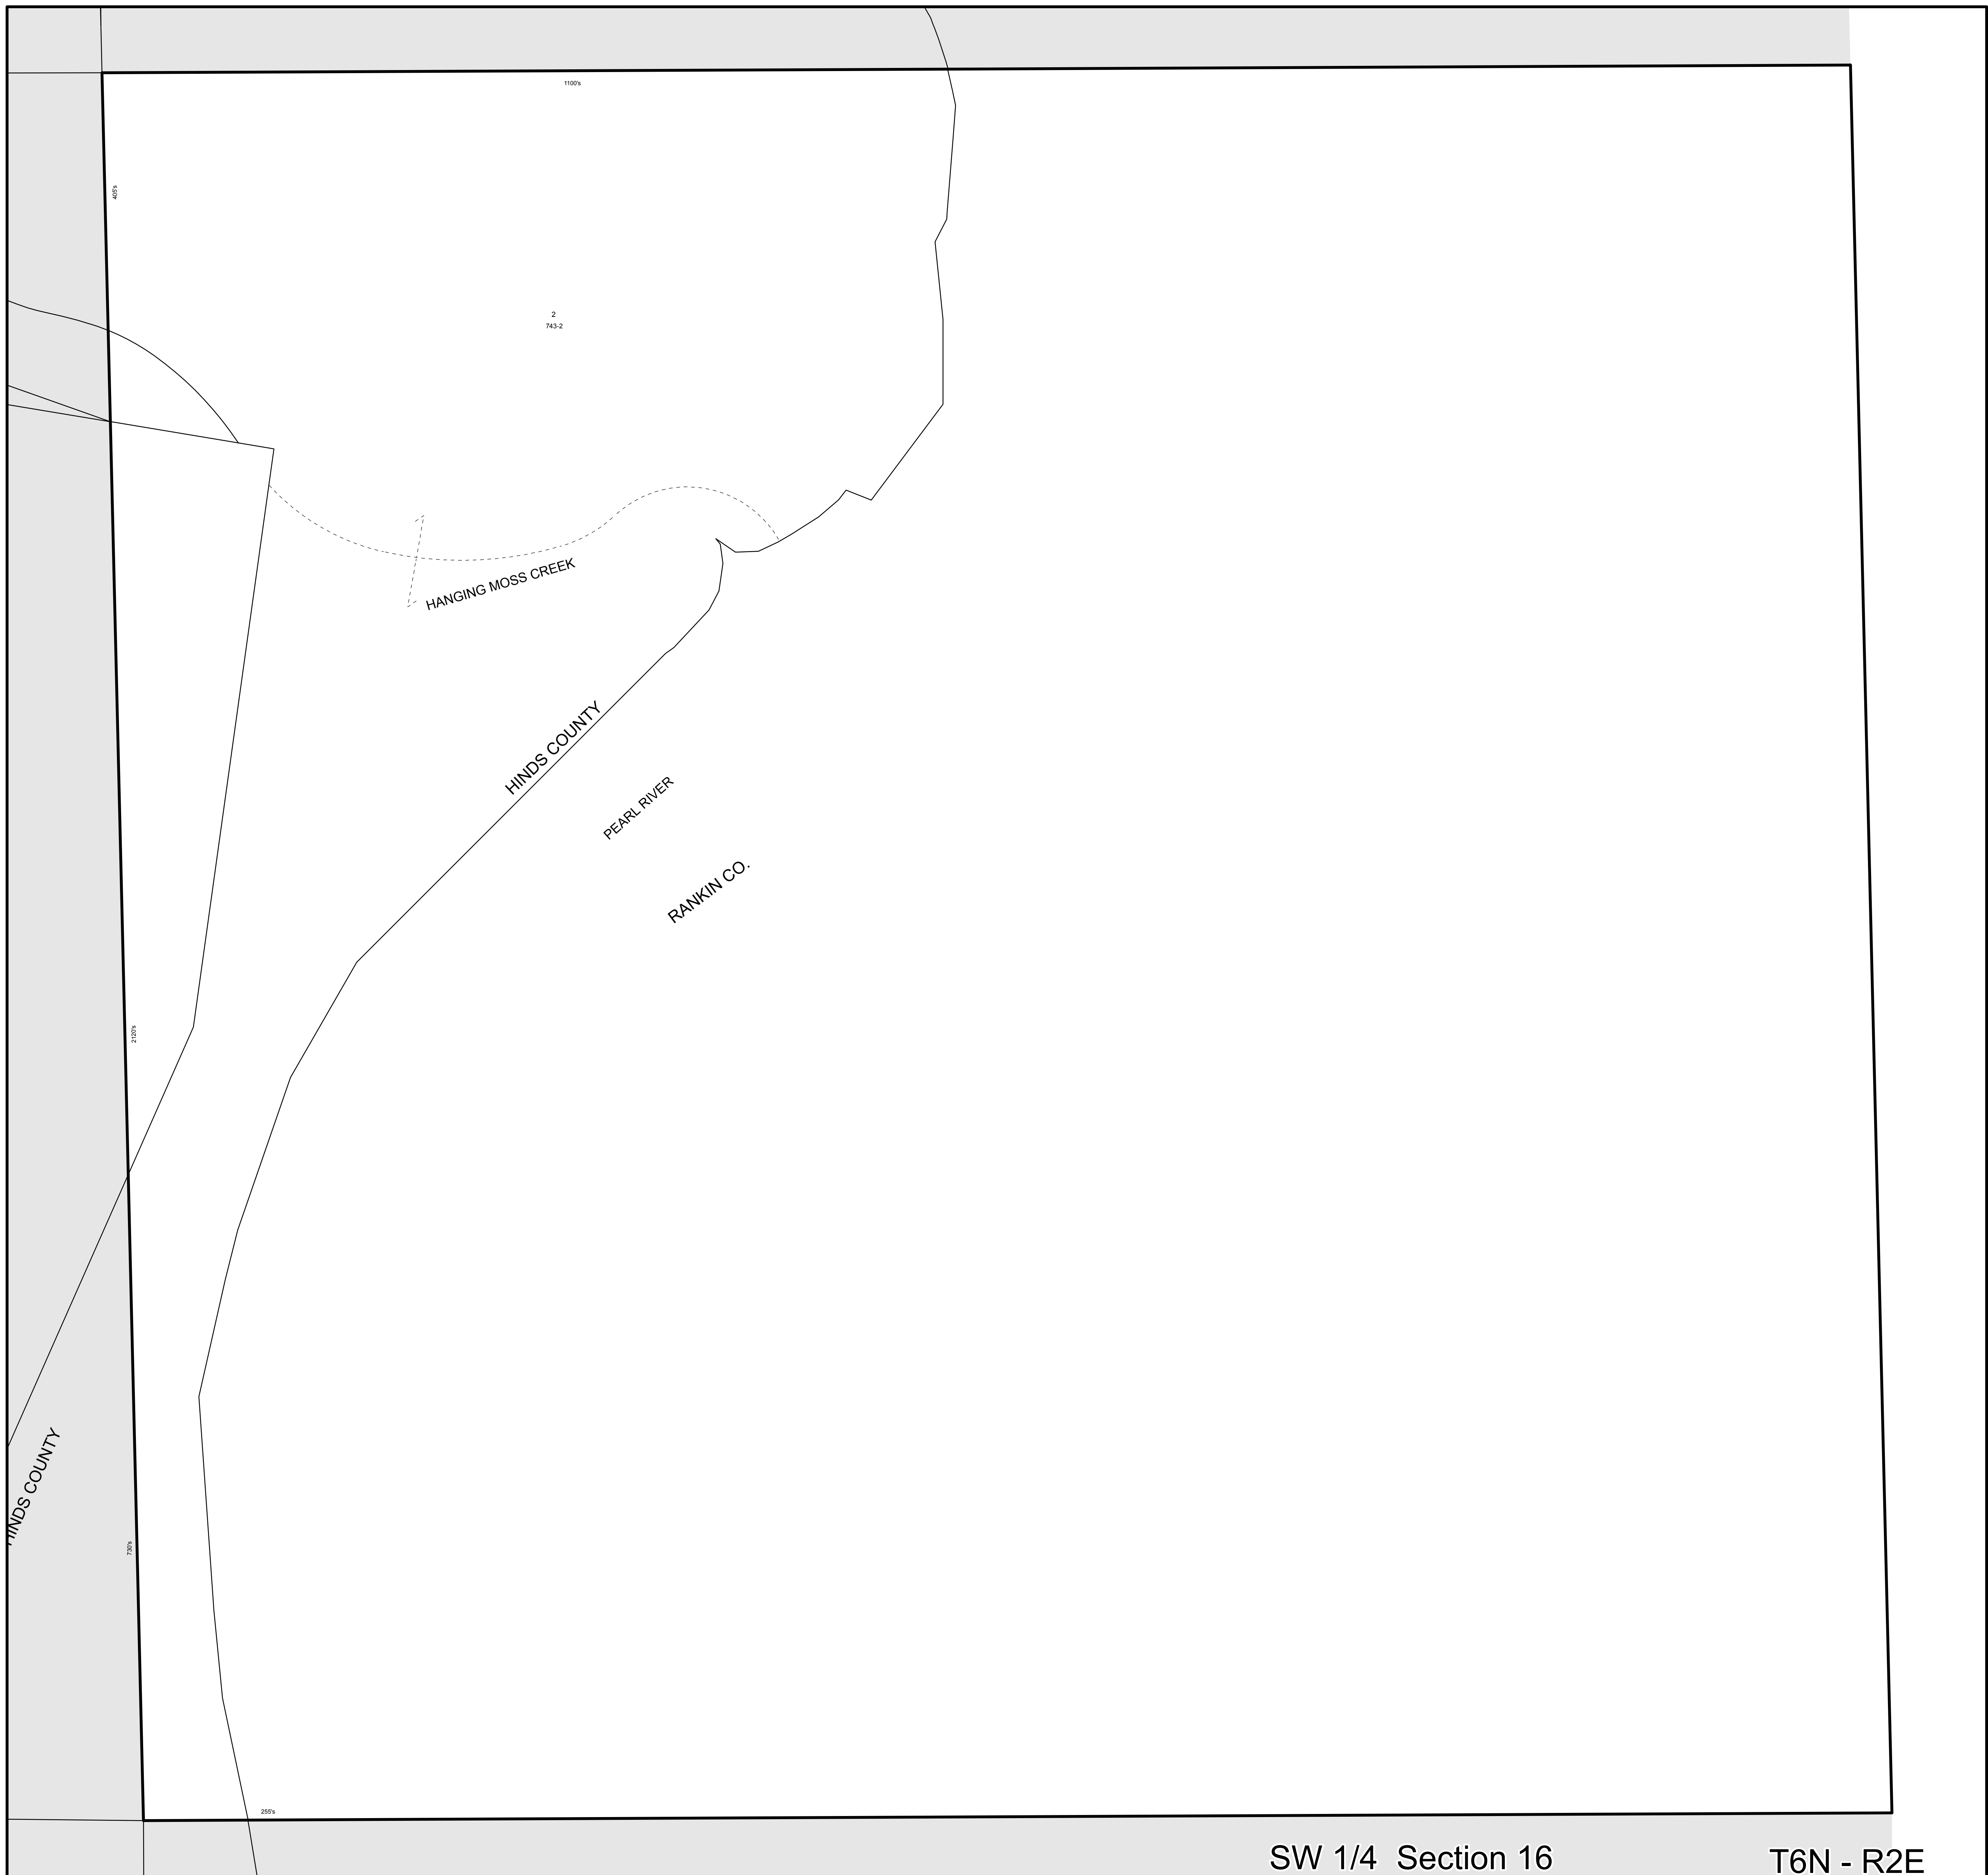 1100's
405's
2
743-2
HANGING MOSS CREEK
HINDS COUNTY
PEARL RIVER
RANKIN CO.
2120's
HINDS COUNTY
730's
255's
SW 1/4 Section 16
T6N - R2E